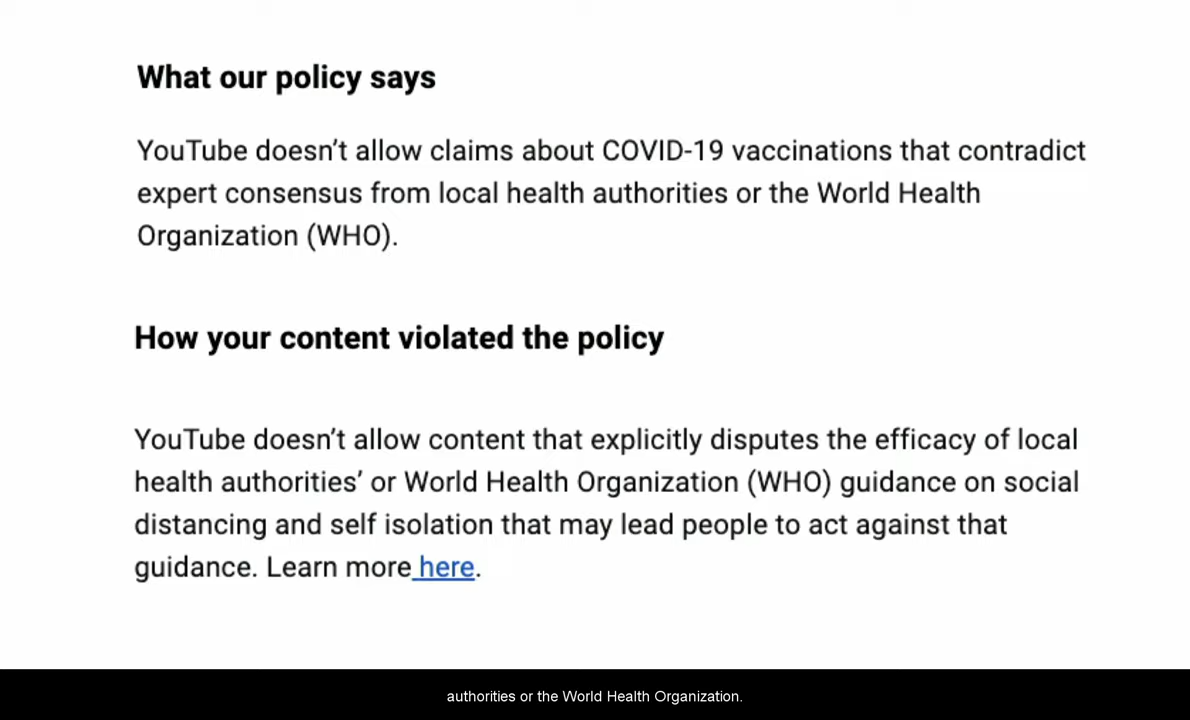 What our policy says
YouTube doesn’t allow claims about COVID-19 vaccinations that contradict
expert consensus from local health authorities or the World Health
Organization (WHO).
How your content violated the policy
YouTube doesn’t allow content that explicitly disputes the efficacy of local
health authorities’ or World Health Organization (WHO) guidance on social
distancing and self isolation that may lead people to act against that
guidance. Learn more here.
authorities or the World Health Organization.